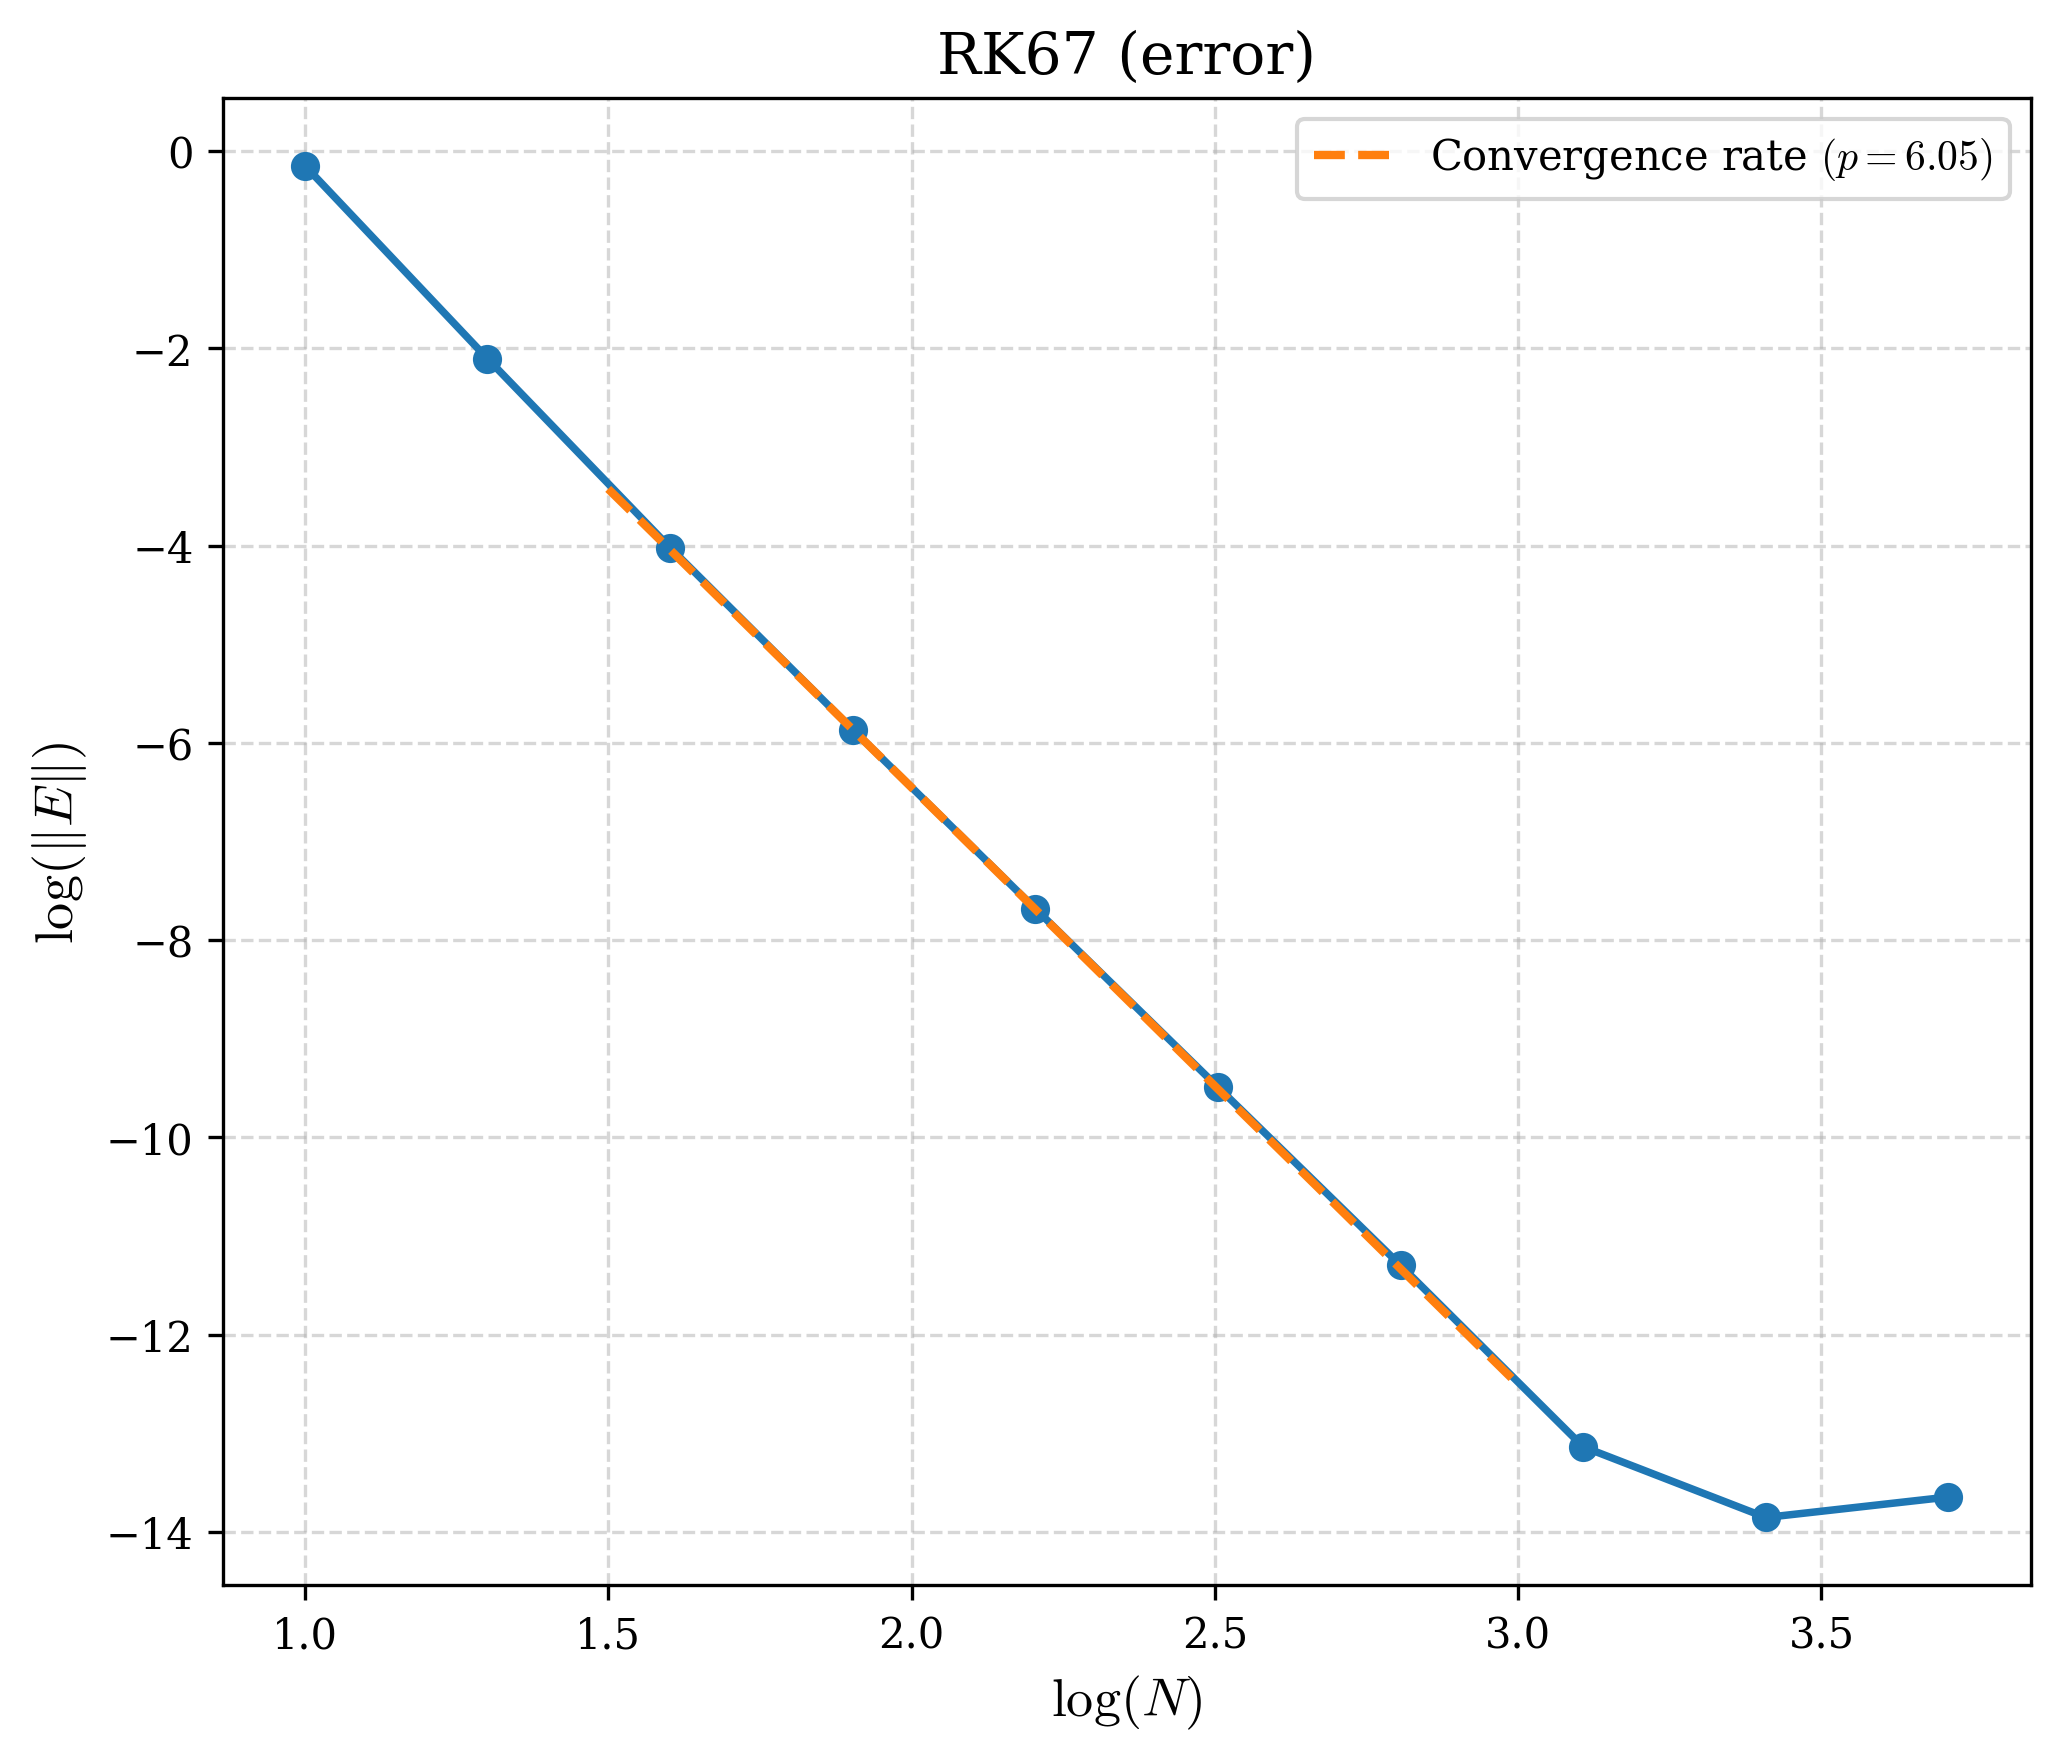 RK67 (error)
Convergence rate (p = 6.05)
0
−2
−4
−6
−8
−10
−12
−14
log(||E||)
1.0 1.5 2.0 2.5 3.0 3.5
log(N)